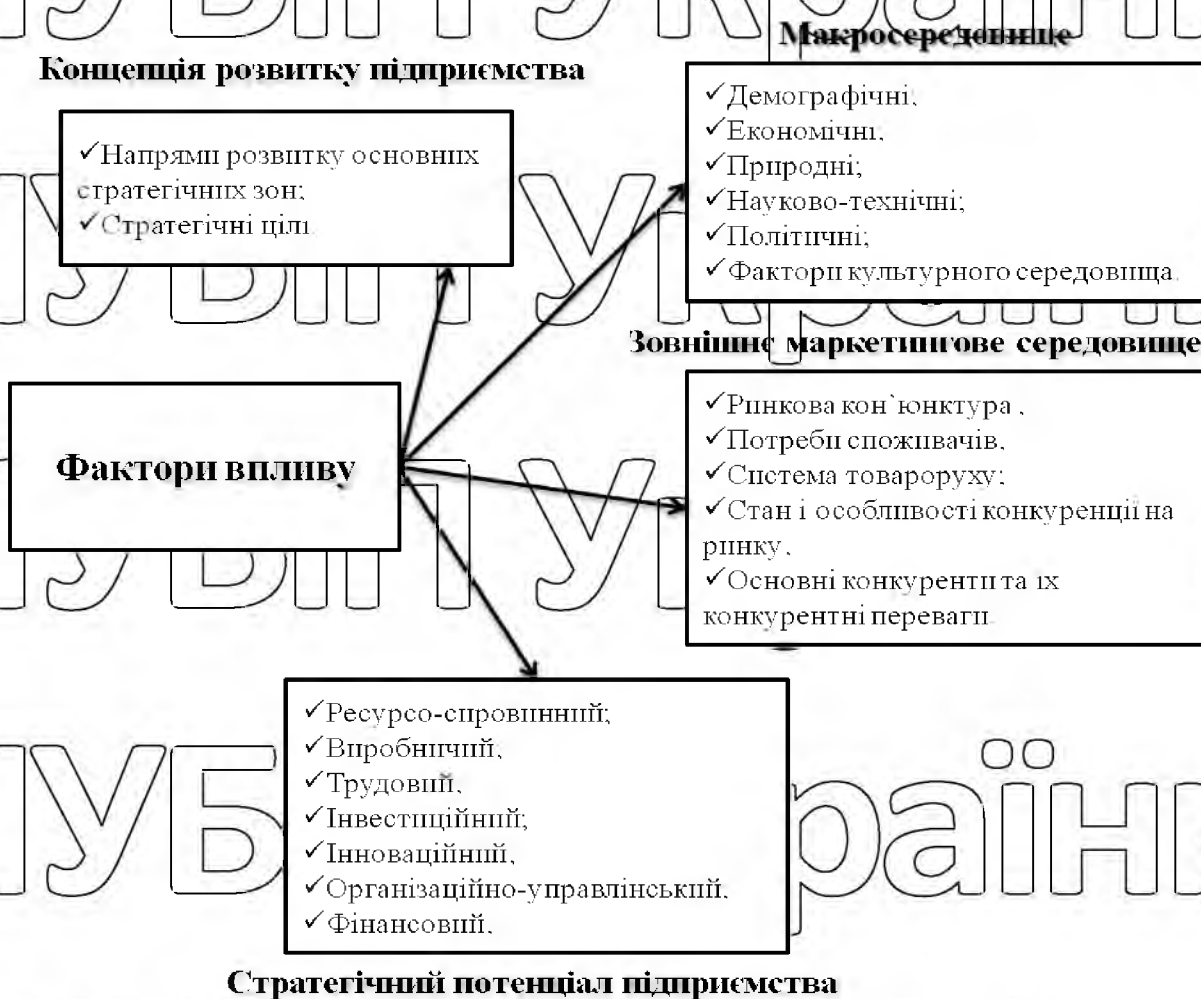 Макросередовище
Концепція розвитку підприємства
✓Демографічні;
✓Економічні;
✓Природні;
✓Науково-технічні;
✓Політичні;
✓Фактори культурного середовища.
✓Напрями розвитку основних
стратегічних зон;
✓Стратегічні цілі.
Зовнішнє маркетингове середовище
✓Ринкова кон`юнктура ;
✓Потреби споживачів;
✓Система товароруху;
✓Стан і особливості конкуренції на
ринку;
✓Основні конкуренти та їх
конкурентні переваги.
Фактори впливу
✓Ресурсо-сировинний;
✓Виробничий;
✓Трудовий;
✓Інвестиційний;
✓Інноваційний;
✓Організаційно-управлінський;
✓Фінансовий.
Стратегічний потенціал підприємства